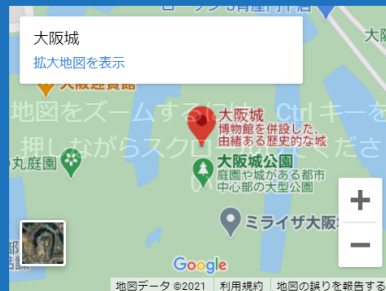 大阪城
拡大地図を表示
大阪迎賓館
地図をズームするには、Ctrl キーを
押しながらスクロールしてくださ
大阪城
博物館を併設した、
由緒ある歴史的な城
丸庭園
大阪城公園
庭園や城がある都市
中心部の大型公園
ミライザ大阪
+
−
Google
地図データ ©2021 利用規約 地図の誤りを報告する